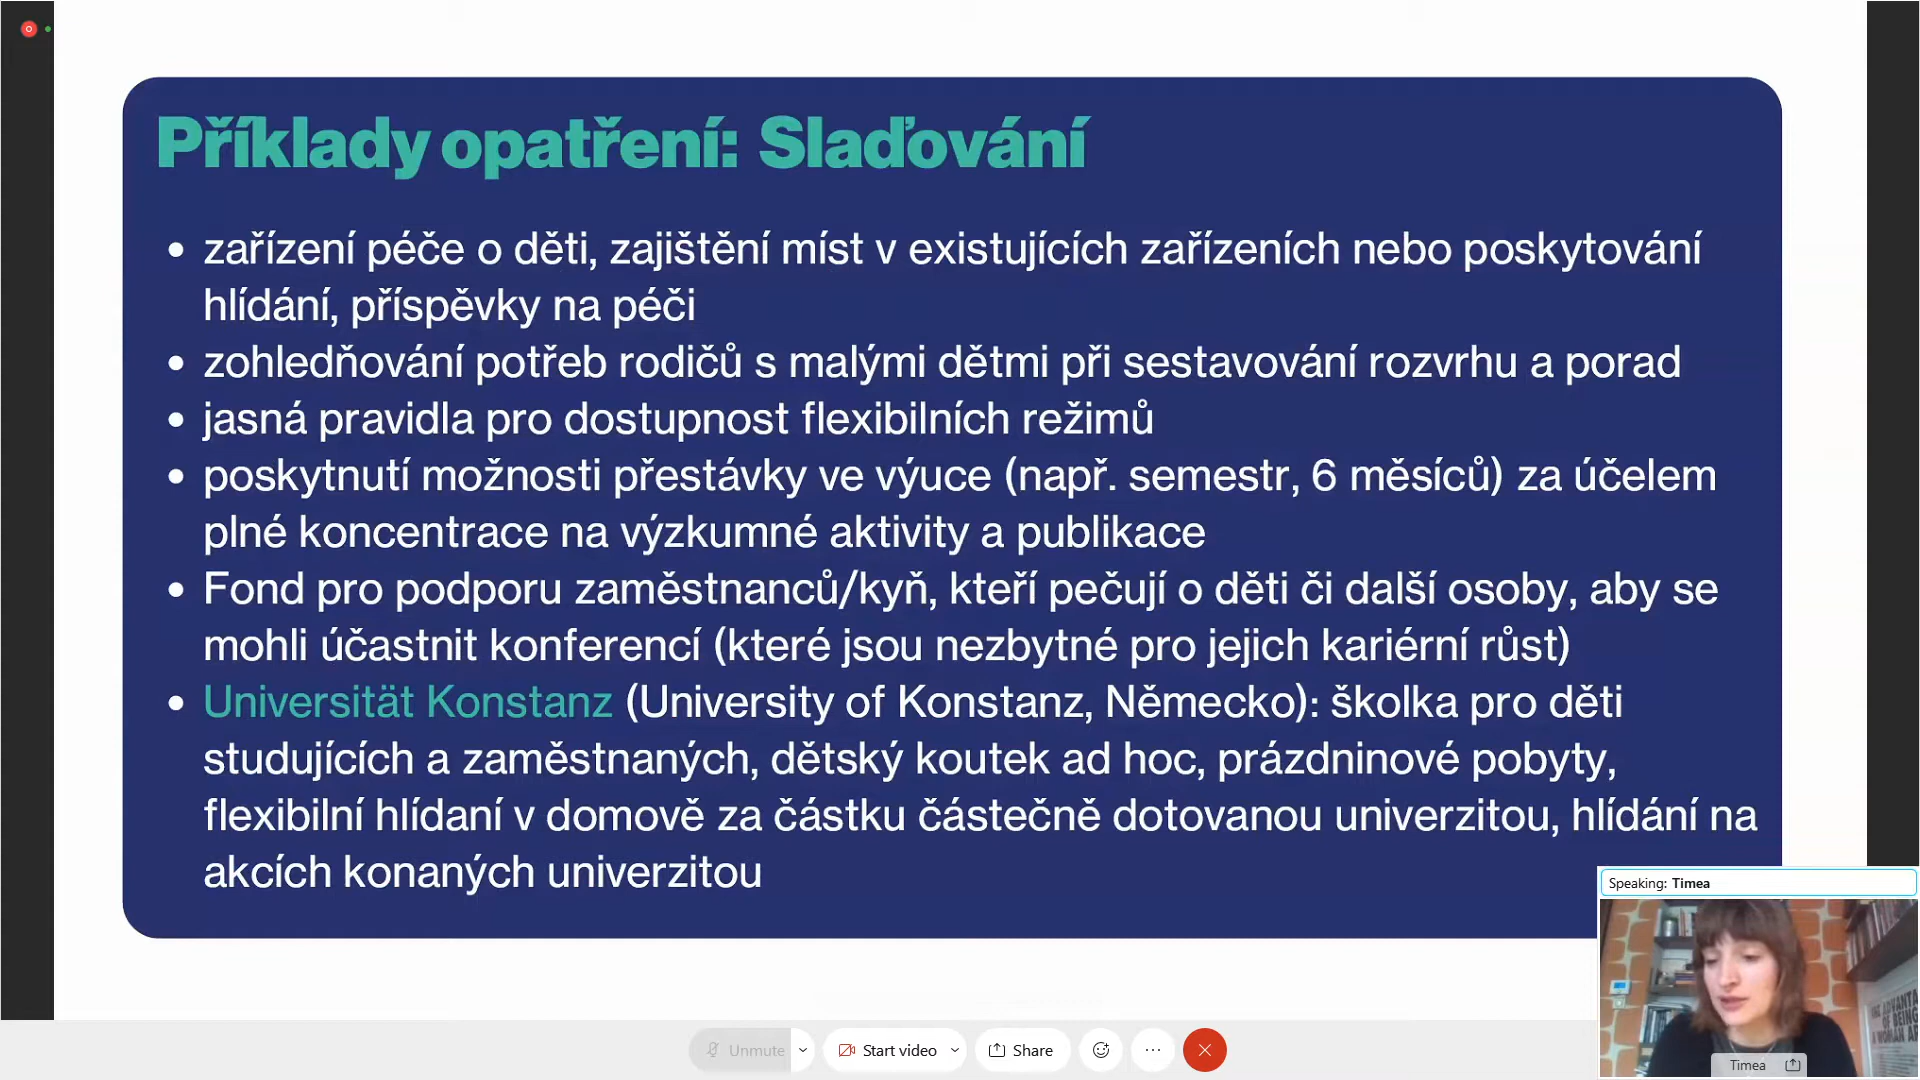 Příklady opatření: Slaďování
• zařízení péče o děti, zajištění míst v existujících zařízeních nebo poskytování
hlídání, příspěvky na péči
• zohledňování potřeb rodičů s malými dětmi při sestavování rozvrhu a porad
• jasná pravidla pro dostupnost flexibilních režimů
• poskytnutí možnosti přestávky ve výuce (např. semestr, 6 měsíců) za účelem
plné koncentrace na výzkumné aktivity a publikace
• Fond pro podporu zaměstnanců/kyň, kteří pečují o děti či další osoby, aby se
mohli účastnit konferencí (které jsou nezbytné pro jejich kariérní růst)
• Universität Konstanz (University of Konstanz, Německo): školka pro děti
studujících a zaměstnaných, dětský koutek ad hoc, prázdninové pobyty,
flexibilní hlídaní v domově za částku částečně dotovanou univerzitou, hlídání na
akcích konaných univerzitou
Speaking: Timea
OF BEING
A WOMAN
Timea
Unmute
Start video
Share